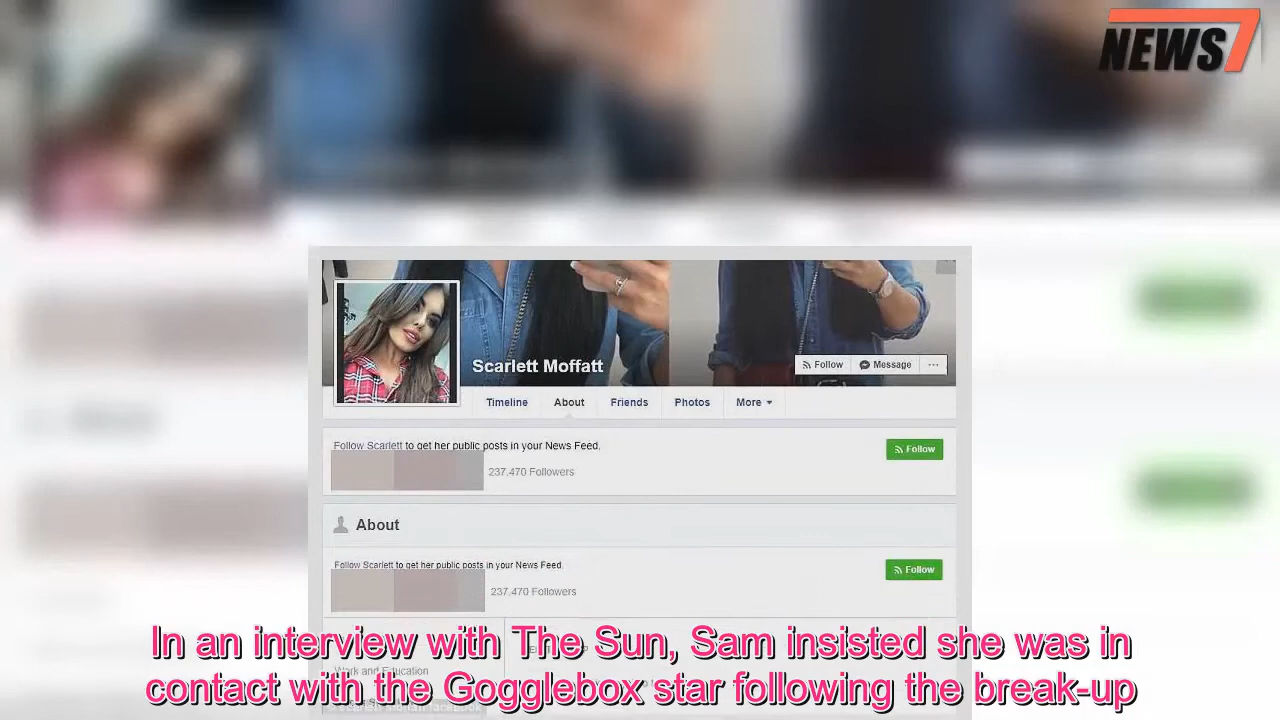 NEWS7
Scarlett Moffatt
Follow Message ...
Timeline About Friends Photos More
Follow Scarlett to get her public posts in your News Feed.
Follow
237,470 Followers
About
Follow Scarlett to get her public posts in your News Feed.
Follow
237,470 Followers
In an interview with The Sun, Sam insisted she was in
Work and Education
contact with the Gogglebox star following the break-up